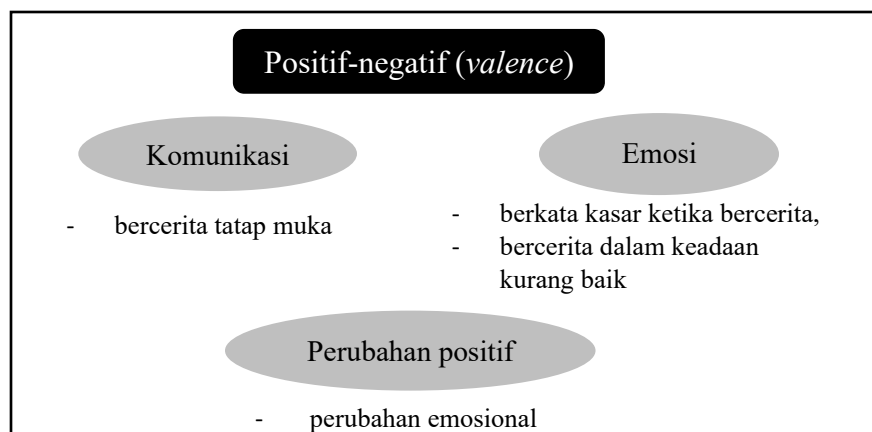 Positif-negatif (valence)
Komunikasi
- bercerita tatap muka
Emosi
- berkata kasar ketika bercerita,
- bercerita dalam keadaan
kurang baik
Perubahan positif
- perubahan emosional